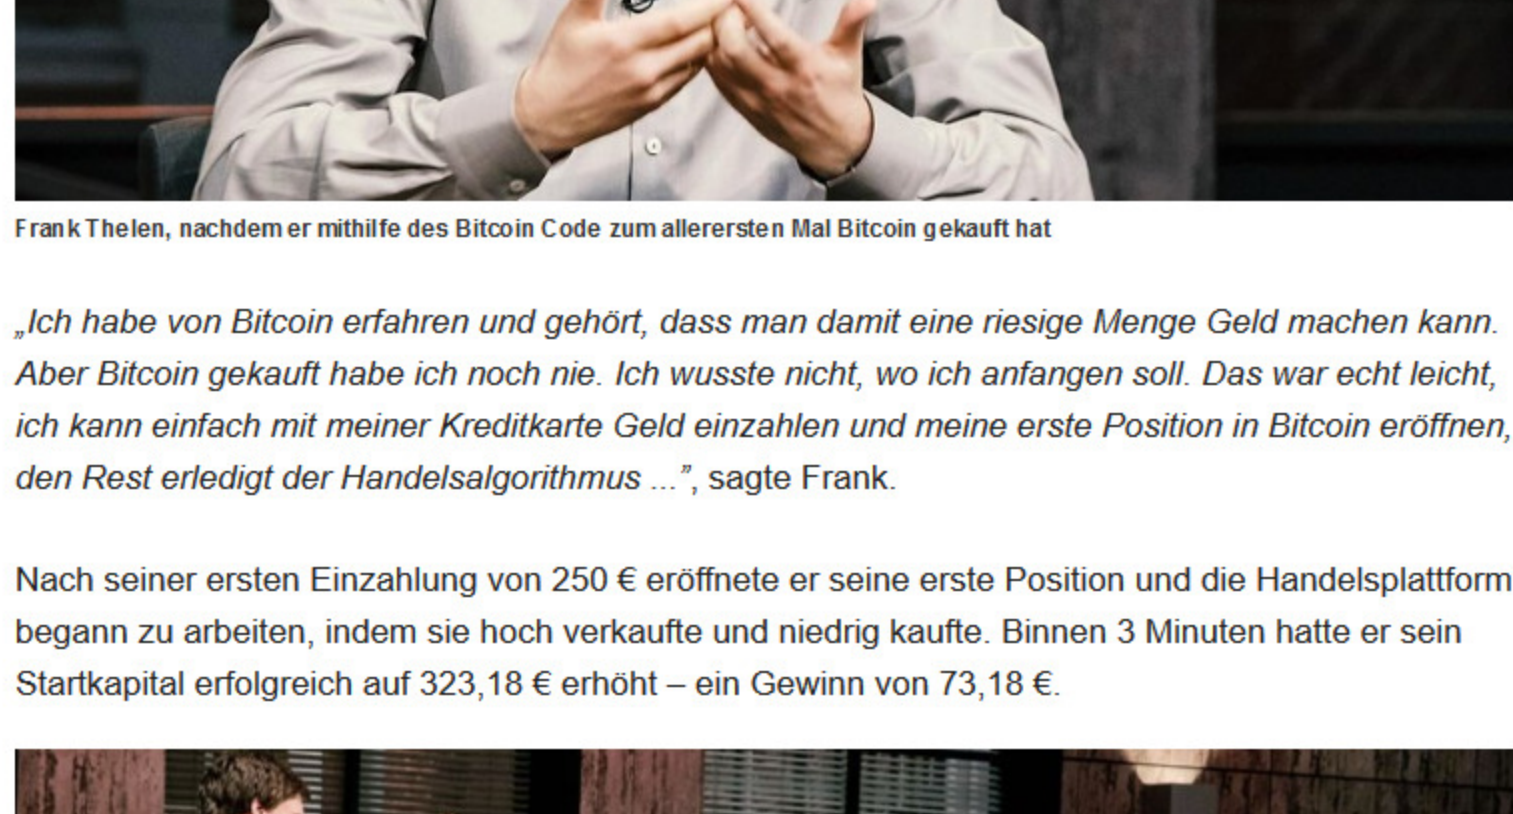 Frank Thelen, nachdem er mithilfe des Bitcoin Code zum allerersten Mal Bitcoin gekauft hat
„Ich habe von Bitcoin erfahren und gehört, dass man damit eine riesige Menge Geld machen kann.
Aber Bitcoin gekauft habe ich noch nie. Ich wusste nicht, wo ich anfangen soll. Das war echt leicht,
ich kann einfach mit meiner Kreditkarte Geld einzahlen und meine erste Position in Bitcoin eröffnen,
den Rest erledigt der Handelsalgorithmus ...”, sagte Frank.
Nach seiner ersten Einzahlung von 250 € eröffnete er seine erste Position und die Handelsplattform
begann zu arbeiten, indem sie hoch verkaufte und niedrig kaufte. Binnen 3 Minuten hatte er sein
Startkapital erfolgreich auf 323,18 € erhöht – ein Gewinn von 73,18 €.